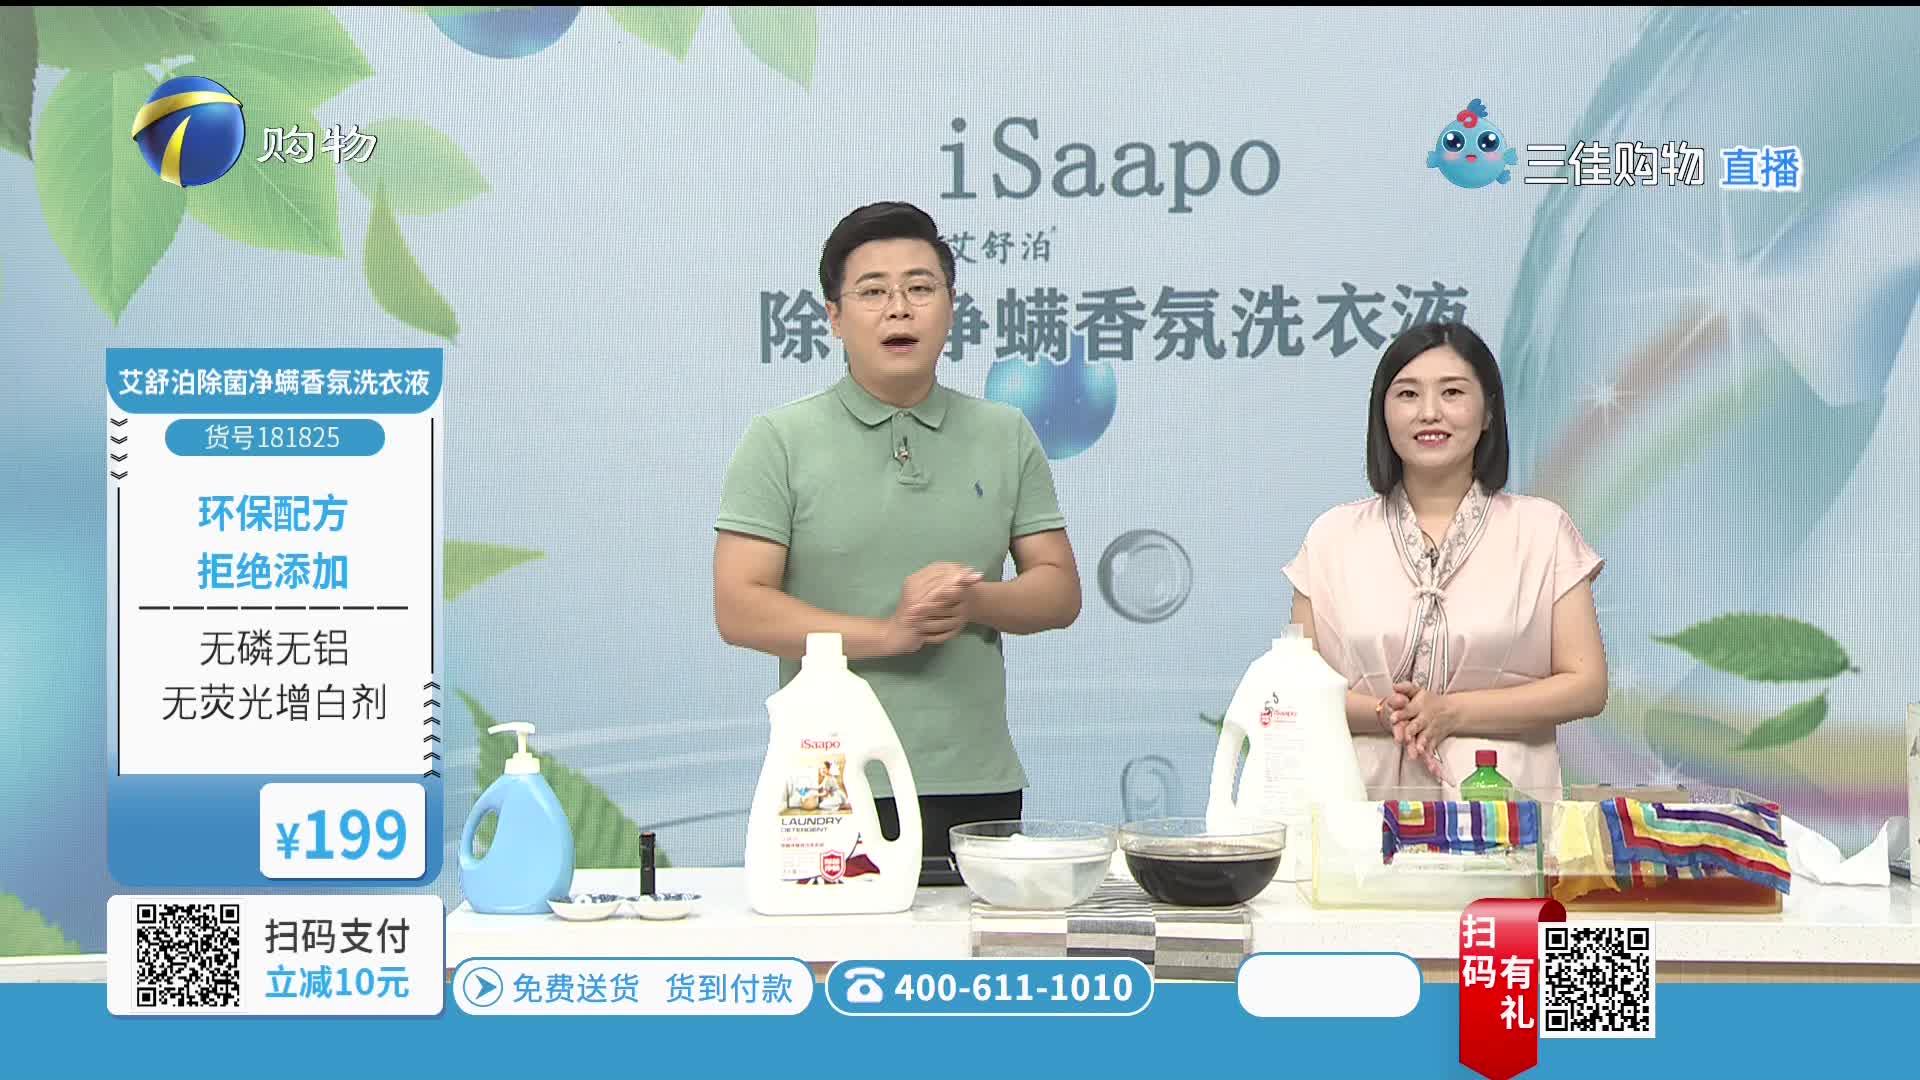 购物
三佳购物 直播
iSaapo
艾舒泊
除 净螨香氛洗衣液
艾舒泊除菌净螨香氛洗衣液
货号181825
环保配方
拒绝添加
无磷无铝
无荧光增白剂
¥199
扫码支付
立减10元
免费送货 货到付款
400-611-1010
扫码有礼
iSaapo
LAUNDRY
DETERGENT
iSaapo